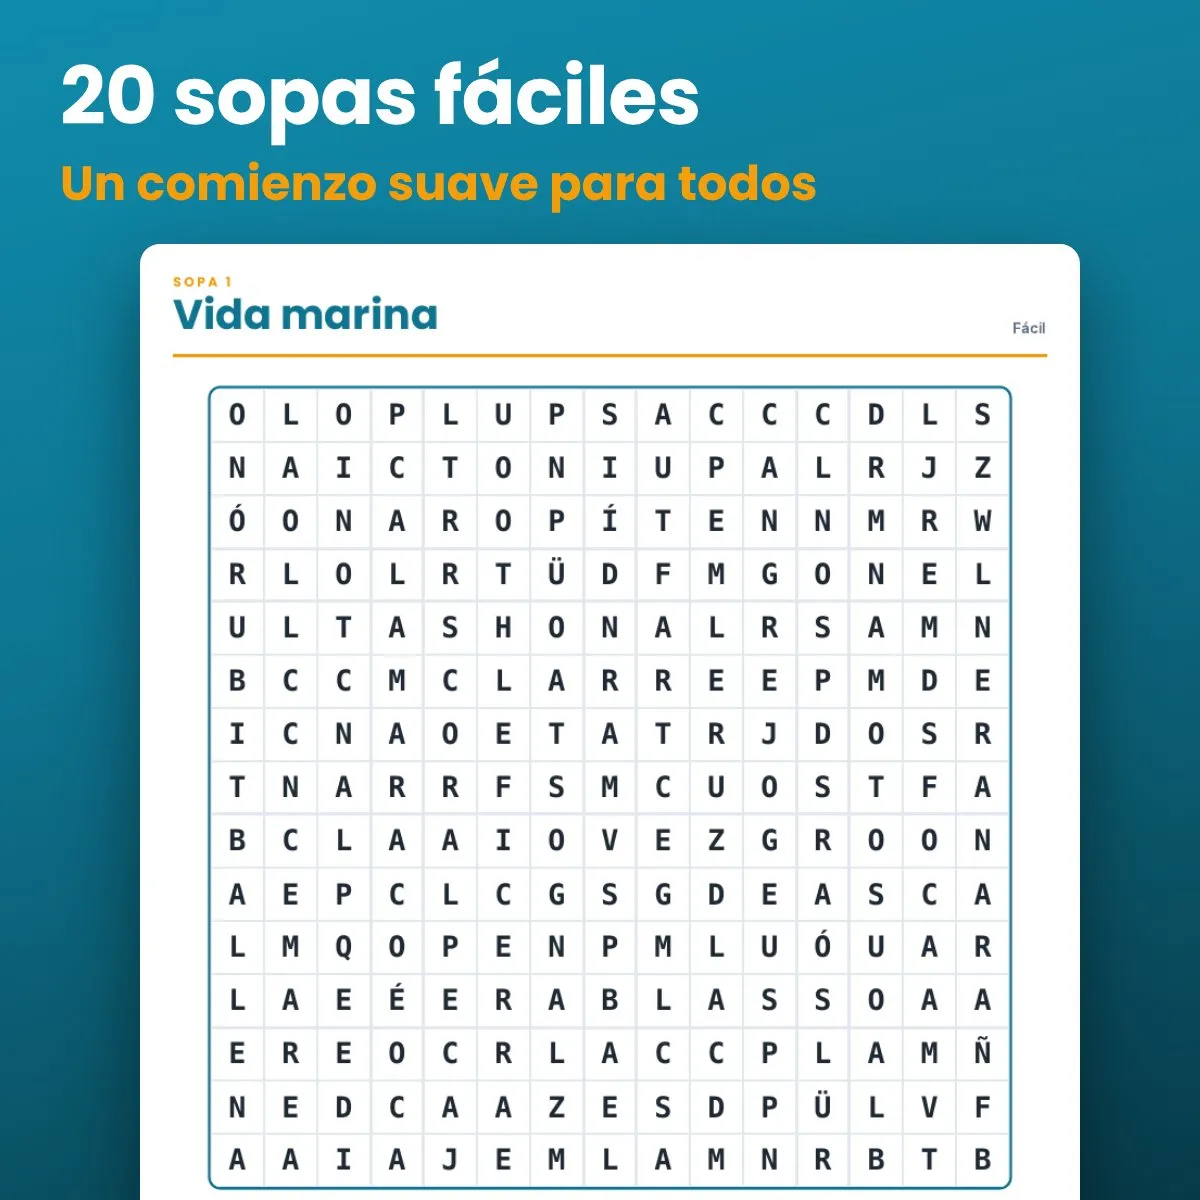 20 sopas fáciles
Un comienzo suave para todos
SOPA 1
Vida marina
Fácil
O L O P L U P S A C C C D L S
N A I C T O N I U P A L R J Z
Ó O N A R O P Í T E N N M R W
R L O L R T Ü D F M G O N E L
U L T A S H O N A L R S A M N
B C C M C L A R R E E P M D E
I C N A O E T A T R J D O S R
T N A R R F S M C U O S T F A
B C L A A I O V E Z G R O O N
A E P C L C G S G D E A S C A
L M Q O P E N P M L U Ó U A R
L A E É E R A B L A S S O A A
E R E O C R L A C C P L A M Ñ
N E D C A A Z E S D P Ü L V F
A A I A J E M L A M N R B T B